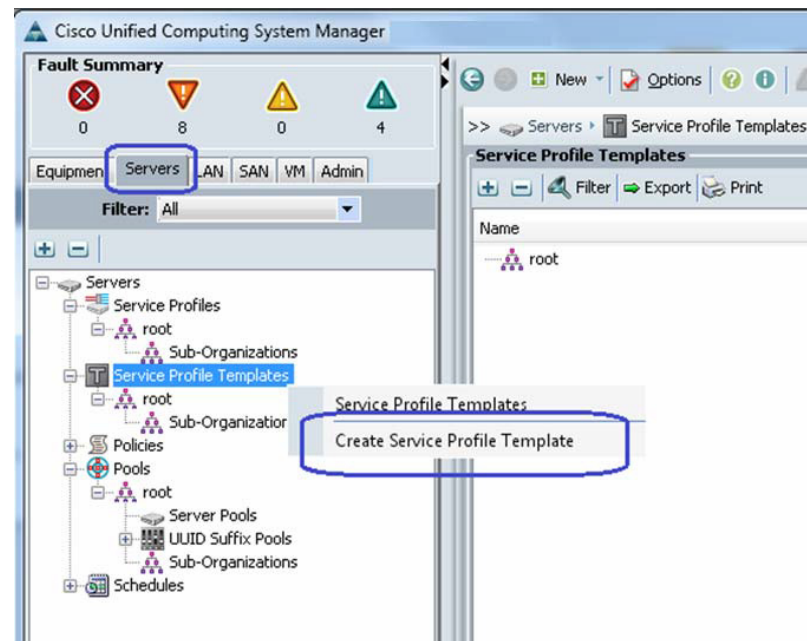 Cisco Unified Computing System Manager
Fault Summary
0 8 0 4
Equipmen Servers LAN SAN VM Admin
Filter: All
Servers
Service Profiles
root
Sub-Organizations
Service Profile Templates
root
Sub-Organization
Policies
Pools
root
Server Pools
UUID Suffix Pools
Sub-Organizations
Schedules
New Options
>> Servers Service Profile Templates
Service Profile Templates
Filter Export Print
Name
root
Service Profile Templates
Create Service Profile Template